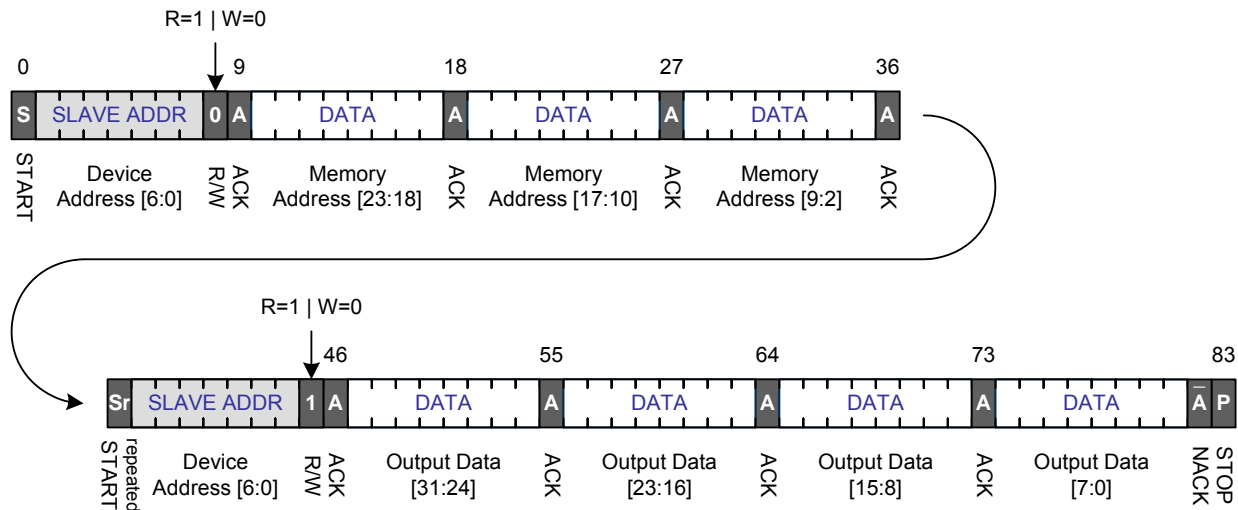 R=1 | W=0
0 9 18 27 36
S SLAVE ADDR 0 A DATA A DATA A DATA A
START
Device
Address [6:0]
R/W
ACK
Memory
Address [23:18]
ACK
Memory
Address [17:10]
ACK
Memory
Address [9:2]
ACK
R=1 | W=0
46 55 64 73 83
Sr SLAVE ADDR 1 A DATA A DATA A DATA A DATA A̅ P
repeated
START
Device
Address [6:0]
R/W
ACK
Output Data
[31:24]
ACK
Output Data
[23:16]
ACK
Output Data
[15:8]
ACK
Output Data
[7:0]
NACK
STOP